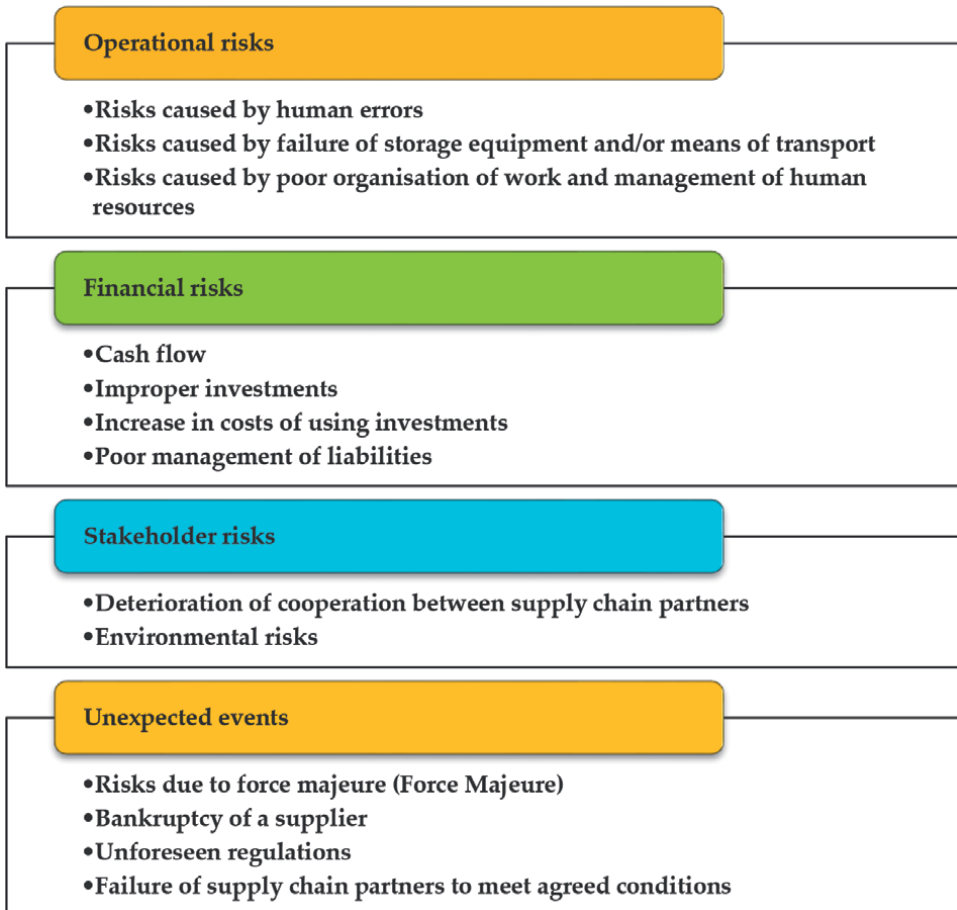 Operational risks
•Risks caused by human errors
•Risks caused by failure of storage equipment and/or means of transport
•Risks caused by poor organisation of work and management of human
resources
Financial risks
•Cash flow
•Improper investments
•Increase in costs of using investments
•Poor management of liabilities
Stakeholder risks
•Deterioration of cooperation between supply chain partners
•Environmental risks
Unexpected events
•Risks due to force majeure (Force Majeure)
•Bankruptcy of a supplier
•Unforeseen regulations
•Failure of supply chain partners to meet agreed conditions